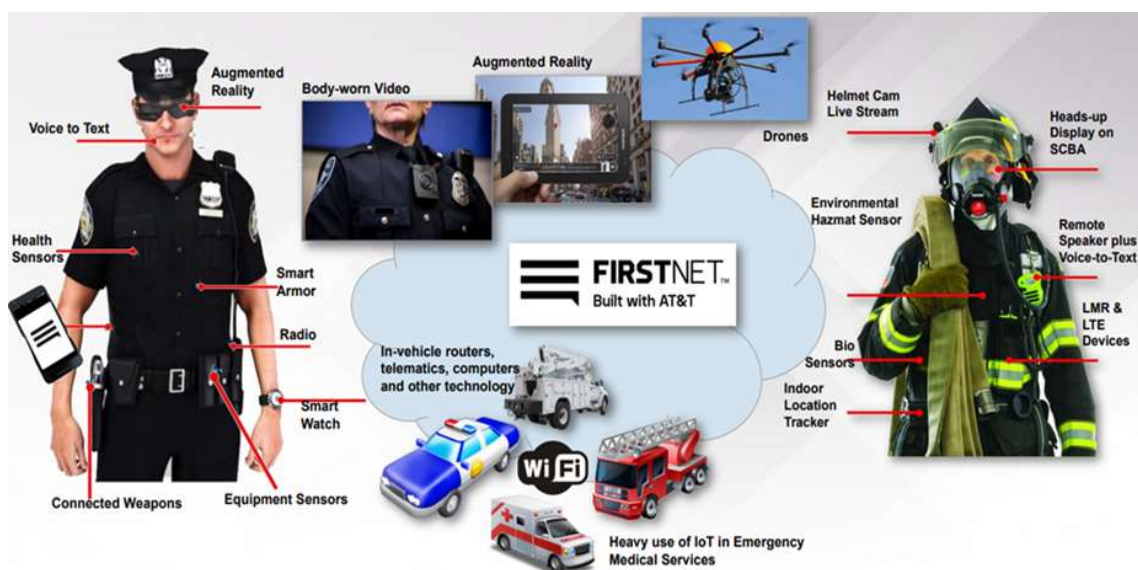 Augmented
Reality
Voice to Text
Health
Sensors
Smart
Armor
Radio
Smart
Watch
Connected Weapons
Equipment Sensors
Body-worn Video
Augmented Reality
Drones
FIRSTNET™
Built with AT&T
In-vehicle routers,
telematics, computers
and other technology
Wi Fi
Heavy use of IoT in Emergency
Medical Services
Helmet Cam
Live Stream
Heads-up
Display on
SCBA
Environmental
Hazmat Sensor
Remote
Speaker plus
Voice-to-Text
LMR &
LTE
Devices
Bio
Sensors
Indoor
Location
Tracker